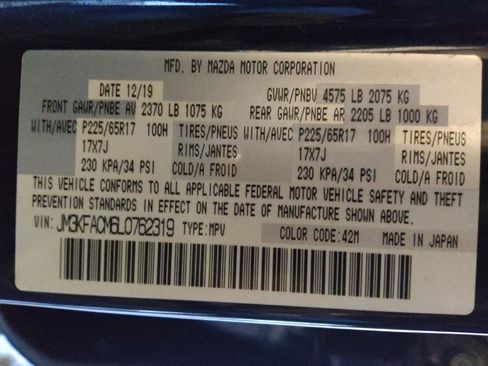 MFD. BY MAZDA MOTOR CORPORATION
DATE 12/19 GVWR/PNBV 4575 LB 2075 KG
FRONT GAWR/PNBE AV 2370 LB 1075 KG REAR GAWR/PNBE AR 2205 LB 1000 KG
WITH/AVEC P225/65R17 100H TIRES/PNEUS WITH/AVEC P225/65R17 100H TIRES/PNEUS
17X7J RIMS/JANTES 17X7J RIMS/JANTES
230 KPA/34 PSI COLD/A FROID 230 KPA/34 PSI COLD/A FROID
THIS VEHICLE CONFORMS TO ALL APPLICABLE FEDERAL MOTOR VEHICLE SAFETY AND THEFT
PREVENTION STANDARDS IN EFFECT ON THE DATE OF MANUFACTURE SHOWN ABOVE.
VIN: JM3KFACM6L0762319 TYPE:MPV COLOR CODE:42M MADE IN JAPAN